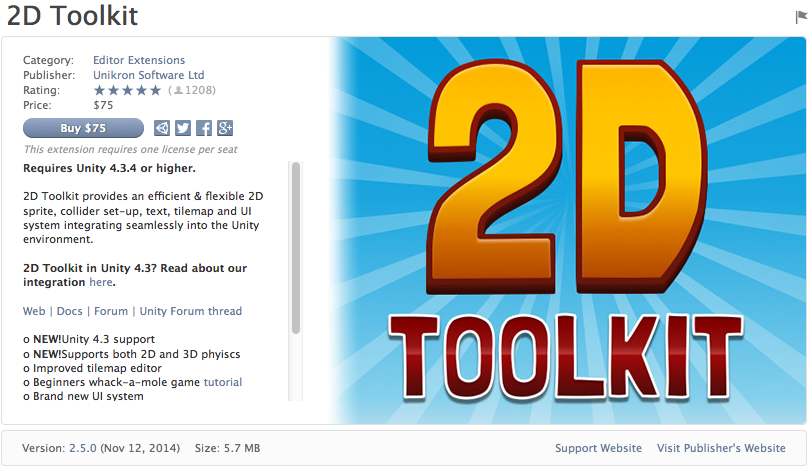 2D Toolkit
Category: Editor Extensions
Publisher: Unikron Software Ltd
Rating: (1208)
Price: $75
Buy $75
This extension requires one license per seat
Requires Unity 4.3.4 or higher.
2D Toolkit provides an efficient & flexible 2D
sprite, collider set-up, text, tilemap and UI
system integrating seamlessly into the Unity
environment.
2D Toolkit in Unity 4.3? Read about our
integration here.
Web | Docs | Forum | Unity Forum thread
o NEW!Unity 4.3 support
o NEW!Supports both 2D and 3D phyiscs
o Improved tilemap editor
o Beginners whack-a-mole game tutorial
o Brand new UI system
2D
TOOLKIT
Version: 2.5.0 (Nov 12, 2014) Size: 5.7 MB
Support Website Visit Publisher's Website